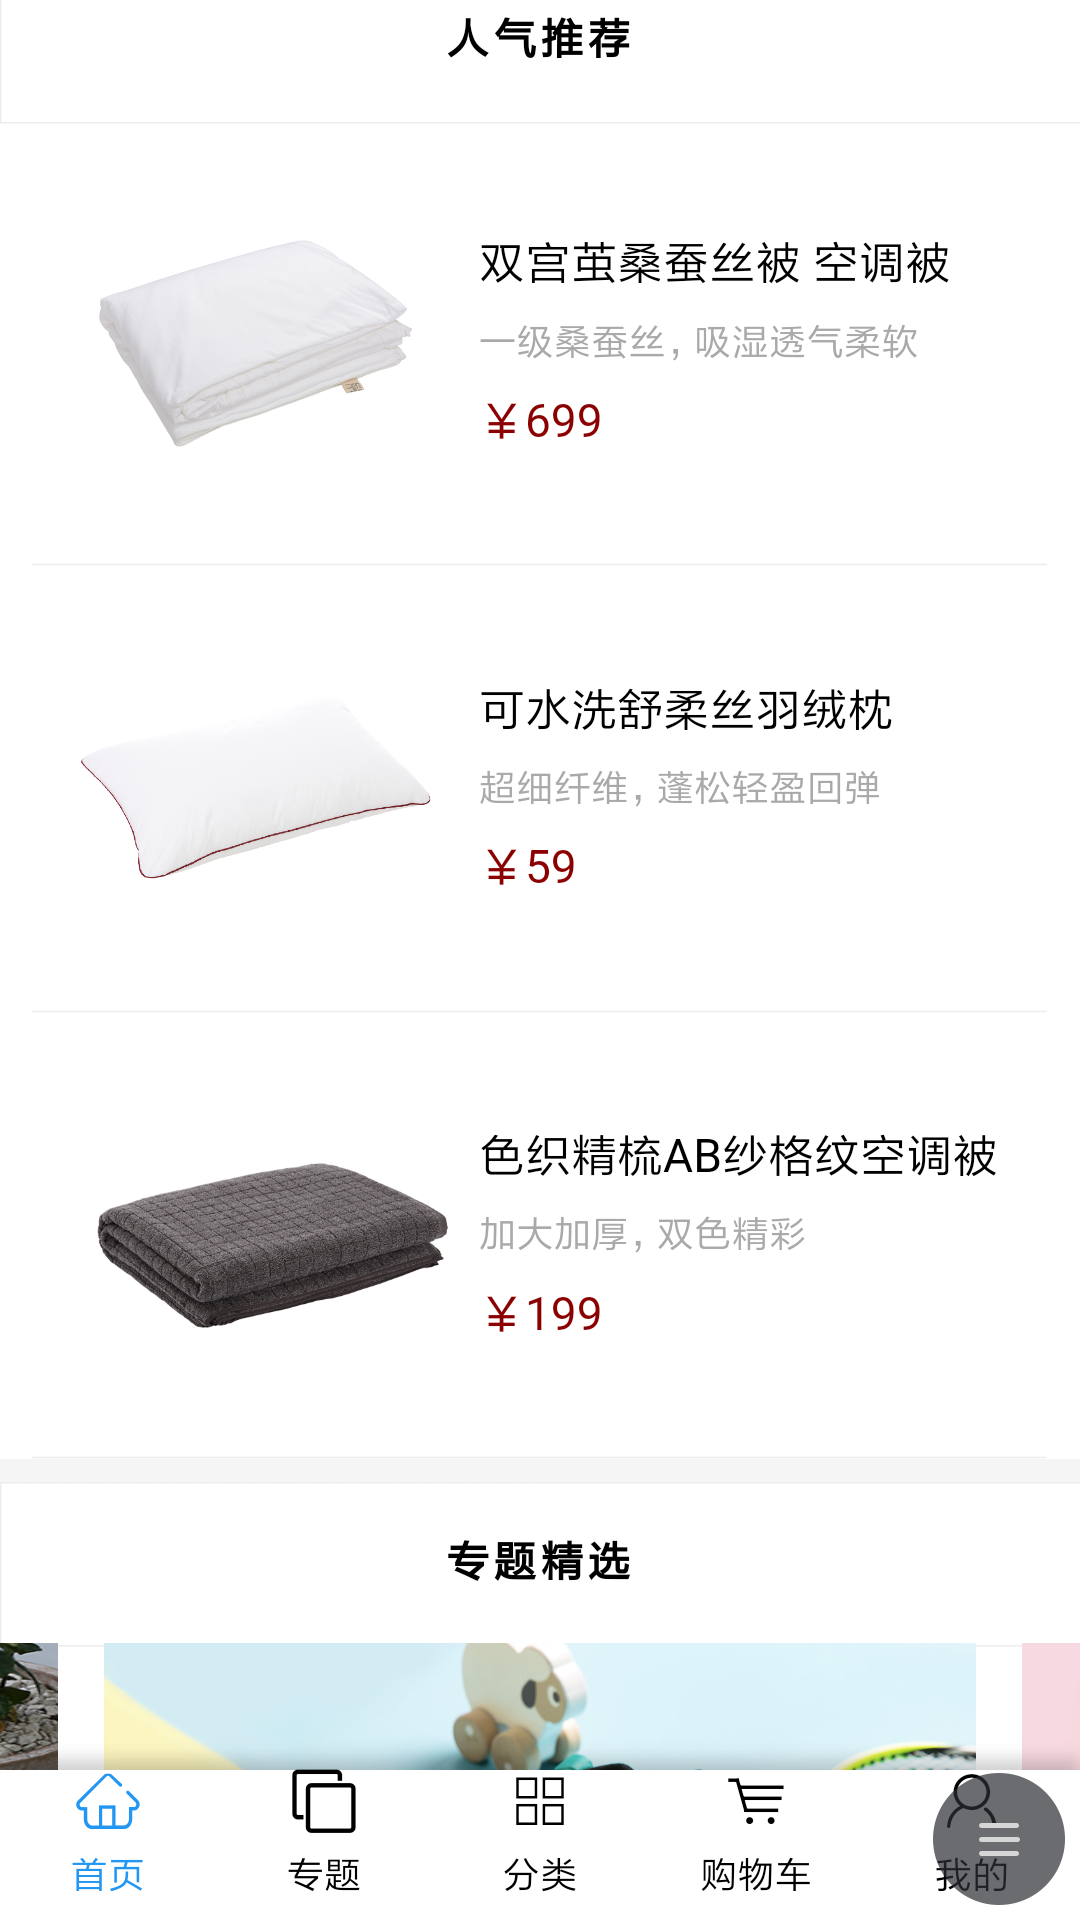 人气推荐
双宫茧桑蚕丝被 空调被
一级桑蚕丝，吸湿透气柔软
￥699
可水洗舒柔丝羽绒枕
超细纤维，蓬松轻盈回弹
￥59
色织精梳AB纱格纹空调被
加大加厚，双色精彩
￥199
专题精选
首页
专题
分类
购物车
我的